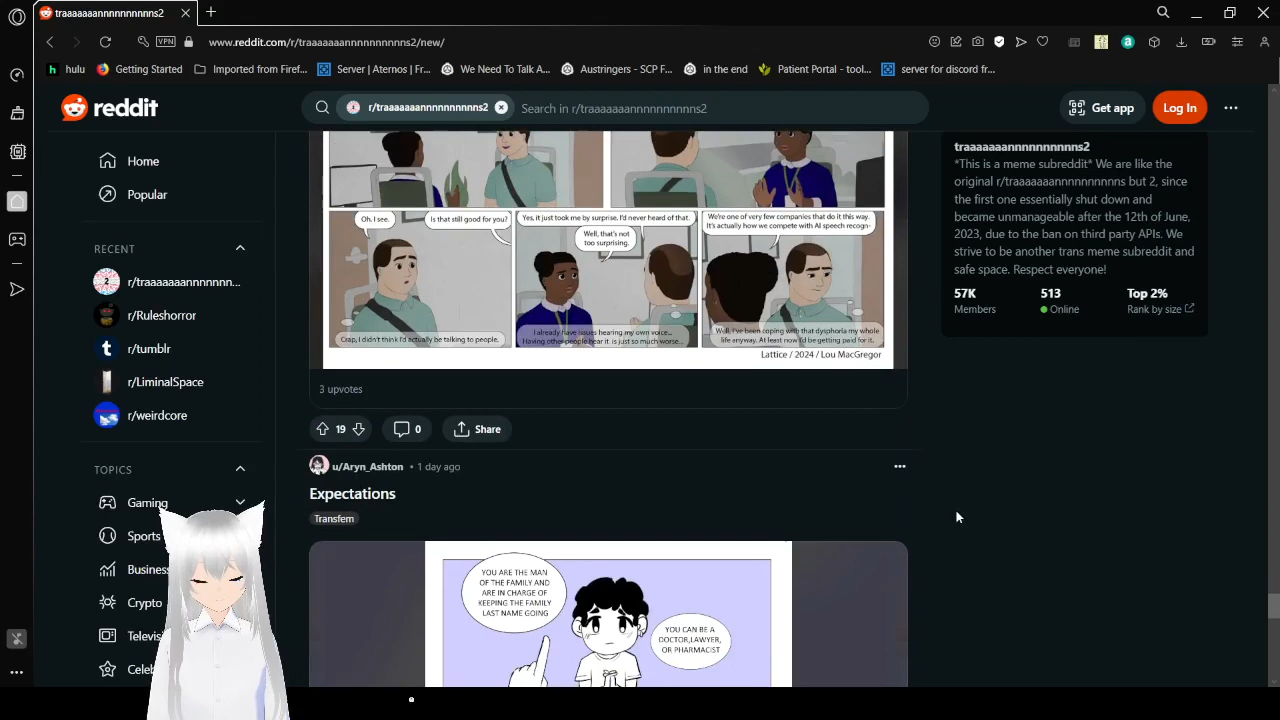 traaaaaaannnnnnnnnns2
VPN
www.reddit.com/r/traaaaaaannnnnnnnnns2/new/
hulu
Getting Started
Imported from Firef...
Server | Aternos | Fr...
We Need To Talk A...
Austringers - SCP F...
in the end
Patient Portal - tool...
server for discord fr...
reddit
r/traaaaaaannnnnnnnnns2
Search in r/traaaaaaannnnnnnnnns2
Get app
Log In
Home
Popular
RECENT
r/traaaaaaannnnnnn...
r/Ruleshorror
r/tumblr
r/LiminalSpace
r/weirdcore
TOPICS
Gaming
Sports
Business
Crypto
Televisi
Celeb
Oh. I see.
Is that still good for you?
Crap, I didn't think I'd actually be talking to people.
Yes, it just took me by surprise. I'd never heard of that.
Well, that's not
too surprising.
I already have issues hearing my own voice...
Having other people hear it is just so much worse...
We're one of very few companies that do it this way.
It's actually how we compete with AI speech recogn-
Well, I've been coping with that dysphoria my whole
life anyway. At least now I'd be getting paid for it.
Lattice / 2024 / Lou MacGregor
3 upvotes
19
0
Share
u/Aryn_Ashton • 1 day ago
Expectations
Transfem
YOU ARE THE MAN
OF THE FAMILY AND
ARE IN CHARGE OF
KEEPING THE FAMILY
LAST NAME GOING
YOU CAN BE A
DOCTOR,LAWYER,
OR PHARMACIST
traaaaaaannnnnnnnnns2
*This is a meme subreddit* We are like the
original r/traaaaaaannnnnnnnnns but 2, since
the first one essentially shut down and
became unmanageable after the 12th of June,
2023, due to the ban on third party APIs. We
strive to be another trans meme subreddit and
safe space. Respect everyone!
57K
Members
513
Online
Top 2%
Rank by size